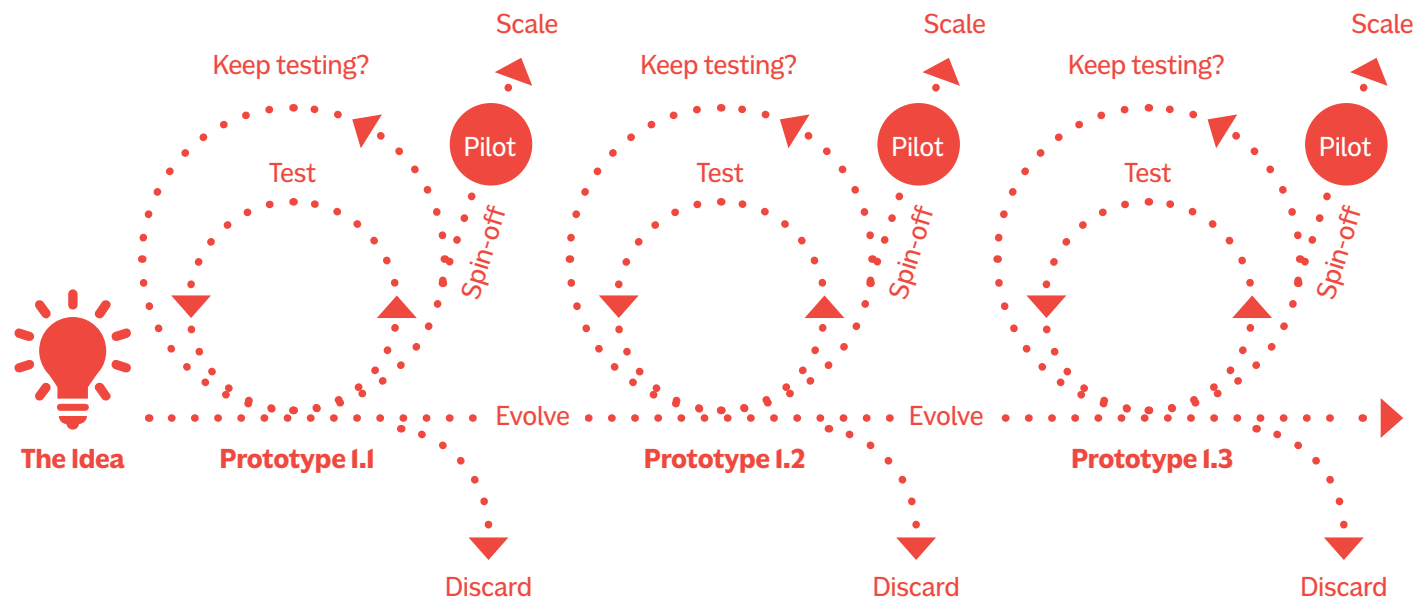 Scale
Keep testing?
Pilot
Test
Spin-off
Evolve
The Idea
Prototype 1.1
Discard
Scale
Keep testing?
Pilot
Test
Spin-off
Evolve
Prototype 1.2
Discard
Scale
Keep testing?
Pilot
Test
Spin-off
Prototype 1.3
Discard